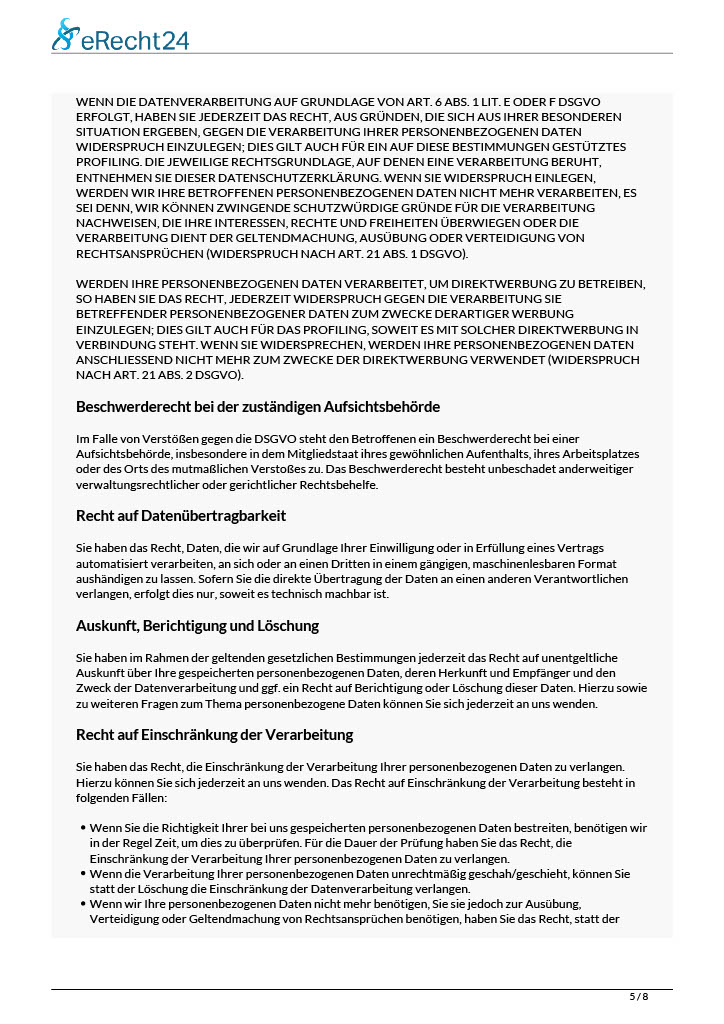 eRecht24
WENN DIE DATENVERARBEITUNG AUF GRUNDLAGE VON ART. 6 ABS. 1 LIT. E ODER F DSGVO
ERFOLGT, HABEN SIE JEDERZEIT DAS RECHT, AUS GRÜNDEN, DIE SICH AUS IHRER BESONDEREN
SITUATION ERGEBEN, GEGEN DIE VERARBEITUNG IHRER PERSONENBEZOGENEN DATEN
WIDERSPRUCH EINZULEGEN; DIES GILT AUCH FÜR EIN AUF DIESE BESTIMMUNGEN GESTÜTZTES
PROFILING. DIE JEWEILIGE RECHTSGRUNDLAGE, AUF DENEN EINE VERARBEITUNG BERUHT,
ENTNEHMEN SIE DIESER DATENSCHUTZERKLÄRUNG. WENN SIE WIDERSPRUCH EINLEGEN,
WERDEN WIR IHRE BETROFFENEN PERSONENBEZOGENEN DATEN NICHT MEHR VERARBEITEN, ES
SEI DENN, WIR KÖNNEN ZWINGENDE SCHUTZWÜRDIGE GRÜNDE FÜR DIE VERARBEITUNG
NACHWEISEN, DIE IHRE INTERESSEN, RECHTE UND FREIHEITEN ÜBERWIEGEN ODER DIE
VERARBEITUNG DIENT DER GELTENDMACHUNG, AUSÜBUNG ODER VERTEIDIGUNG VON
RECHTSANSPRÜCHEN (WIDERSPRUCH NACH ART. 21 ABS. 1 DSGVO).
WERDEN IHRE PERSONENBEZOGENEN DATEN VERARBEITET, UM DIREKTWERBUNG ZU BETREIBEN,
SO HABEN SIE DAS RECHT, JEDERZEIT WIDERSPRUCH GEGEN DIE VERARBEITUNG SIE
BETREFFENDER PERSONENBEZOGENER DATEN ZUM ZWECKE DERARTIGER WERBUNG
EINZULEGEN; DIES GILT AUCH FÜR DAS PROFILING, SOWEIT ES MIT SOLCHER DIREKTWERBUNG IN
VERBINDUNG STEHT. WENN SIE WIDERSPRECHEN, WERDEN IHRE PERSONENBEZOGENEN DATEN
ANSCHLIESSEND NICHT MEHR ZUM ZWECKE DER DIREKTWERBUNG VERWENDET (WIDERSPRUCH
NACH ART. 21 ABS. 2 DSGVO).
Beschwerderecht bei der zuständigen Aufsichtsbehörde
Im Falle von Verstößen gegen die DSGVO steht den Betroffenen ein Beschwerderecht bei einer
Aufsichtsbehörde, insbesondere in dem Mitgliedstaat ihres gewöhnlichen Aufenthalts, ihres Arbeitsplatzes
oder des Orts des mutmaßlichen Verstoßes zu. Das Beschwerderecht besteht unbeschadet anderweitiger
verwaltungsrechtlicher oder gerichtlicher Rechtsbehelfe.
Recht auf Datenübertragbarkeit
Sie haben das Recht, Daten, die wir auf Grundlage Ihrer Einwilligung oder in Erfüllung eines Vertrags
automatisiert verarbeiten, an sich oder an einen Dritten in einem gängigen, maschinenlesbaren Format
aushändigen zu lassen. Sofern Sie die direkte Übertragung der Daten an einen anderen Verantwortlichen
verlangen, erfolgt dies nur, soweit es technisch machbar ist.
Auskunft, Berichtigung und Löschung
Sie haben im Rahmen der geltenden gesetzlichen Bestimmungen jederzeit das Recht auf unentgeltliche
Auskunft über Ihre gespeicherten personenbezogenen Daten, deren Herkunft und Empfänger und den
Zweck der Datenverarbeitung und ggf. ein Recht auf Berichtigung oder Löschung dieser Daten. Hierzu sowie
zu weiteren Fragen zum Thema personenbezogene Daten können Sie sich jederzeit an uns wenden.
Recht auf Einschränkung der Verarbeitung
Sie haben das Recht, die Einschränkung der Verarbeitung Ihrer personenbezogenen Daten zu verlangen.
Hierzu können Sie sich jederzeit an uns wenden. Das Recht auf Einschränkung der Verarbeitung besteht in
folgenden Fällen:
• Wenn Sie die Richtigkeit Ihrer bei uns gespeicherten personenbezogenen Daten bestreiten, benötigen wir
in der Regel Zeit, um dies zu überprüfen. Für die Dauer der Prüfung haben Sie das Recht, die
Einschränkung der Verarbeitung Ihrer personenbezogenen Daten zu verlangen.
• Wenn die Verarbeitung Ihrer personenbezogenen Daten unrechtmäßig geschah/geschieht, können Sie
statt der Löschung die Einschränkung der Datenverarbeitung verlangen.
• Wenn wir Ihre personenbezogenen Daten nicht mehr benötigen, Sie sie jedoch zur Ausübung,
Verteidigung oder Geltendmachung von Rechtsansprüchen benötigen, haben Sie das Recht, statt der
5 / 8